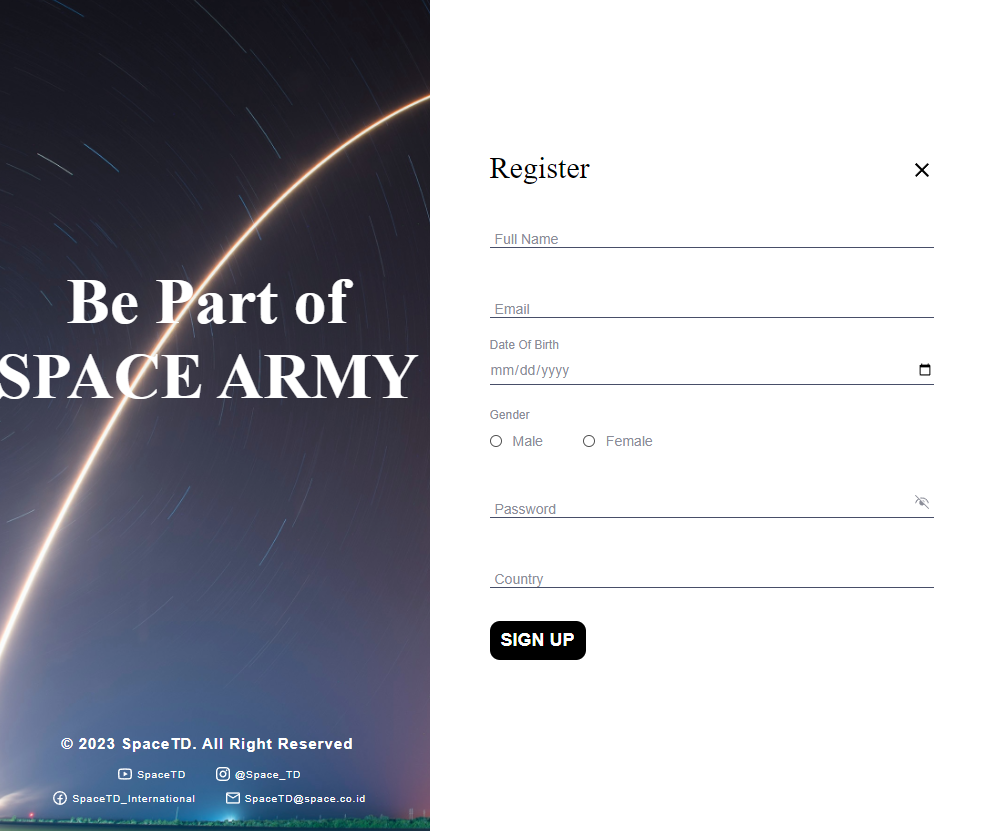 Be Part of
SPACE ARMY
© 2023 SpaceTD. All Right Reserved
SpaceTD @Space_TD
SpaceTD_International SpaceTD@space.co.id
Register
Full Name
Email
Date Of Birth
mm/dd/yyyy
Gender
Male Female
Password
Country
SIGN UP